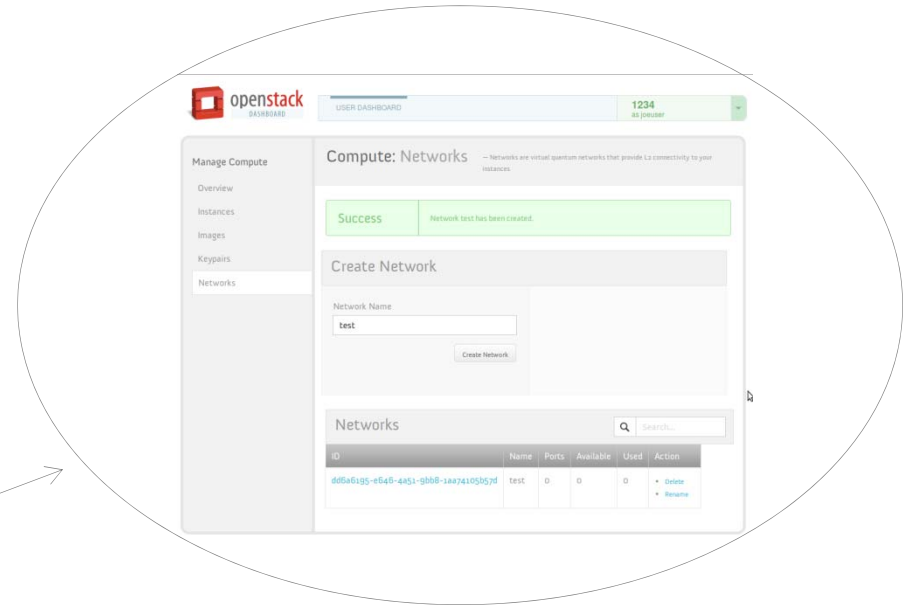 openstack
DASHBOARD
USER DASHBOARD
1234
as joeuser
Manage Compute
Overview
Instances
Images
Keypairs
Networks
Compute: Networks
— Networks are virtual quantum networks that provide L2 connectivity to your
instances
Success
Network test has been created.
Create Network
Network Name
test
Create Network
Networks
Search...
ID Name Ports Available Used Action
dd6a6195-e646-4a51-9bb8-1aa74105b57d test 0 0 0 Delete
Rename